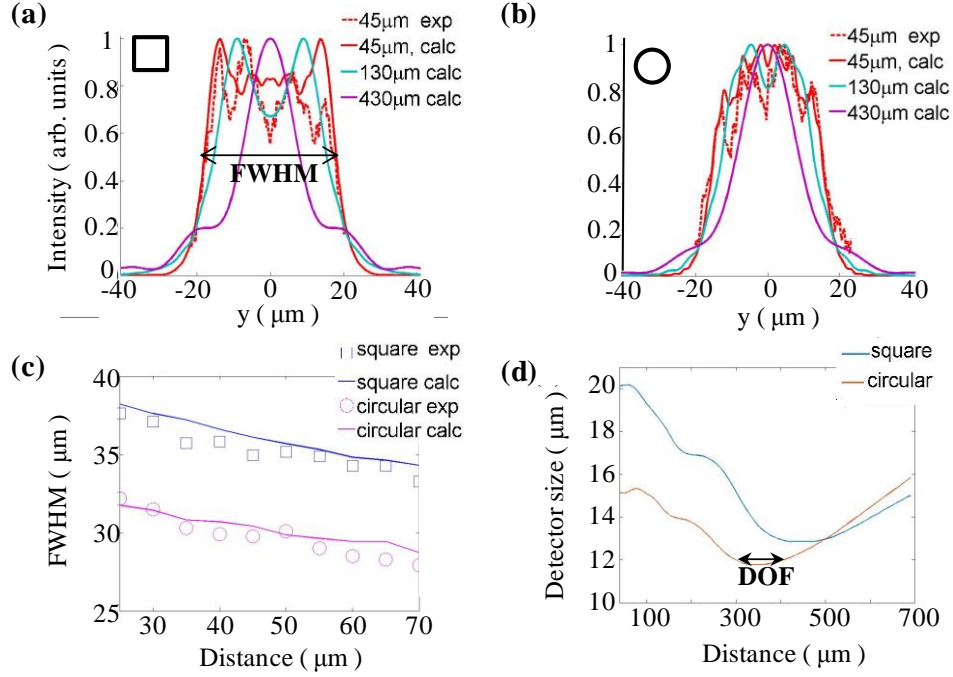 (a)
45μm exp
45μm, calc
130μm calc
430μm calc
Intensity ( arb. units )
1
0.8
0.6
0.4
0.2
0
FWHM
-40 -20 0 20 40
y ( μm )
(b)
45μm exp
45μm, calc
130μm calc
430μm calc
1
0.8
0.6
0.4
0.2
0
-40 -20 0 20 40
y ( μm )
(c)
square exp
square calc
circular exp
circular calc
FWHM ( μm )
40
35
30
25
30 40 50 60 70
Distance ( μm )
(d)
square
circular
Detector size ( μm )
20
18
16
14
12
10
DOF
100 300 500 700
Distance ( μm )